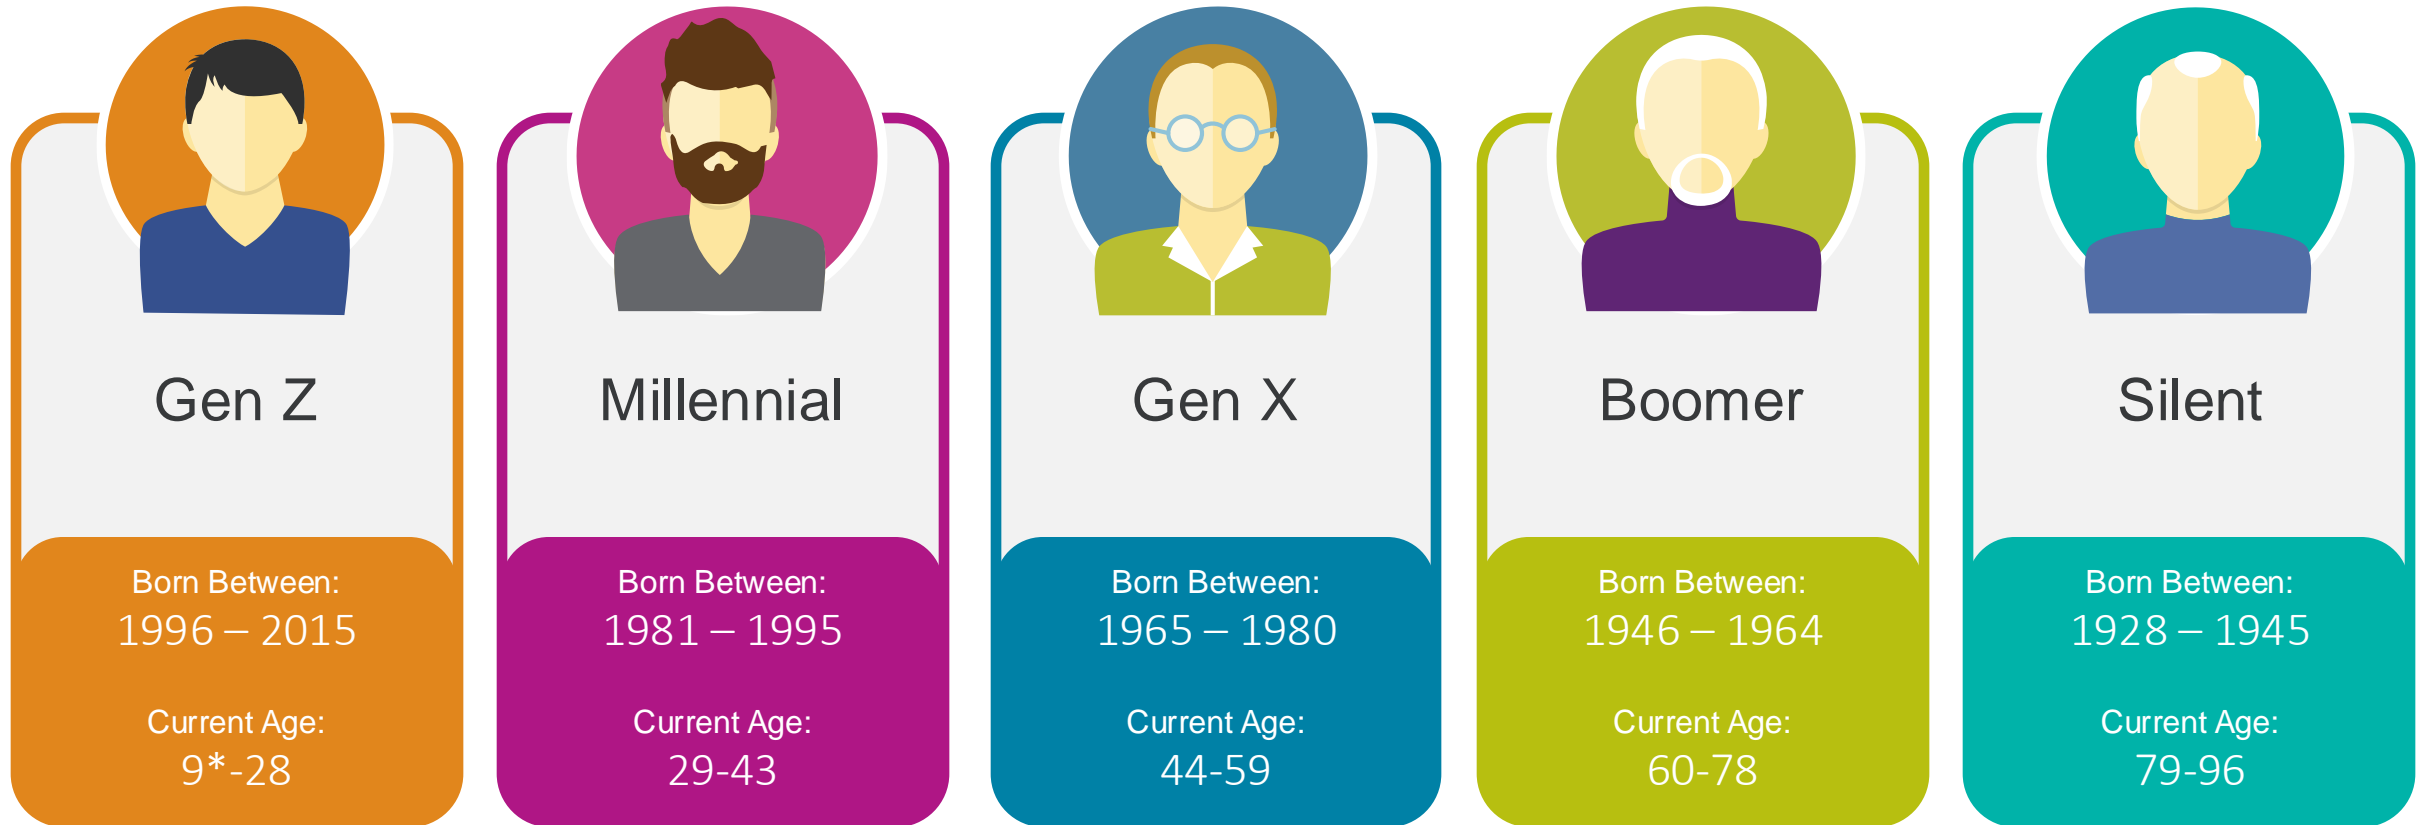 Gen Z
Born Between:
1996 – 2015
Current Age:
9*-28
Millennial
Born Between:
1981 – 1995
Current Age:
29-43
Gen X
Born Between:
1965 – 1980
Current Age:
44-59
Boomer
Born Between:
1946 – 1964
Current Age:
60-78
Silent
Born Between:
1928 – 1945
Current Age:
79-96